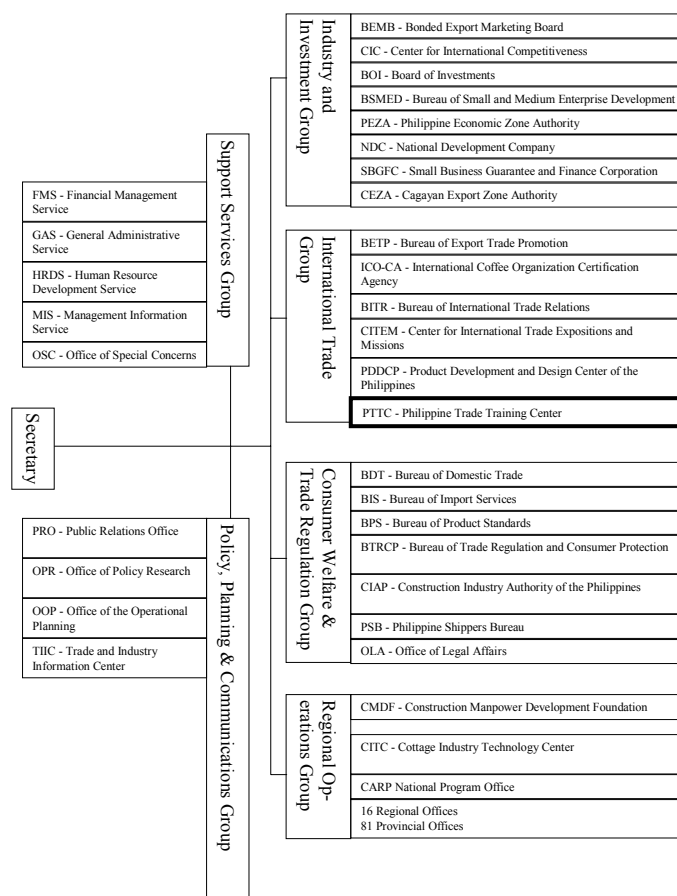 Secretary
Support Services Group
FMS - Financial Management
Service
GAS - General Administrative
Service
HRDS - Human Resource
Development Service
MIS - Management Information
Service
OSC - Office of Special Concerns
Policy, Planning & Communications Group
PRO - Public Relations Office
OPR - Office of Policy Research
OOP - Office of the Operational
Planning
TIIC - Trade and Industry
Information Center
Industry and
Investment Group
BEMB - Bonded Export Marketing Board
CIC - Center for International Competitiveness
BOI - Board of Investments
BSMED - Bureau of Small and Medium Enterprise Development
PEZA - Philippine Economic Zone Authority
NDC - National Development Company
SBGFC - Small Business Guarantee and Finance Corporation
CEZA - Cagayan Export Zone Authority
International Trade
Group
BETP - Bureau of Export Trade Promotion
ICO-CA - International Coffee Organization Certification
Agency
BITR - Bureau of International Trade Relations
CITEM - Center for International Trade Expositions and
Missions
PDDCP - Product Development and Design Center of the
Philippines
PTTC - Philippine Trade Training Center
Consumer Welfare &
Trade Regulation Group
BDT - Bureau of Domestic Trade
BIS - Bureau of Import Services
BPS - Bureau of Product Standards
BTRCP - Bureau of Trade Regulation and Consumer Protection
CIAP - Construction Industry Authority of the Philippines
PSB - Philippine Shippers Bureau
OLA - Office of Legal Affairs
Regional Op-
erations Group
CMDF - Construction Manpower Development Foundation
CITC - Cottage Industry Technology Center
CARP National Program Office
16 Regional Offices
81 Provincial Offices